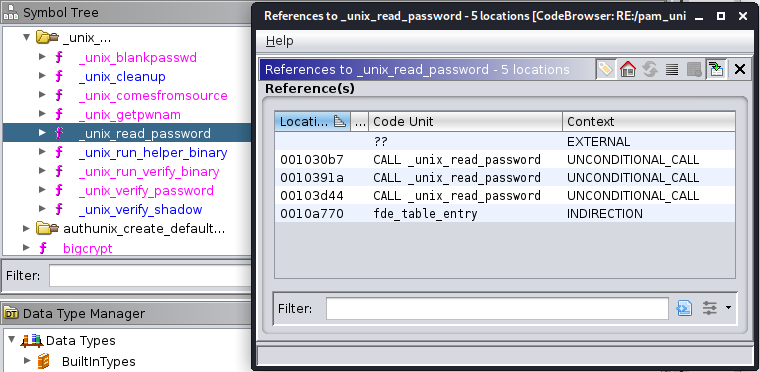 Symbol Tree
_unix_...
f _unix_blankpasswd
f _unix_cleanup
f _unix_comesfromsource
f _unix_getpwnam
f _unix_read_password
f _unix_run_helper_binary
f _unix_run_verify_binary
f _unix_verify_password
f _unix_verify_shadow
authunix_create_default...
f bigcrypt
Filter:
DT Data Type Manager
Data Types
BuiltInTypes
References to _unix_read_password - 5 locations [CodeBrowser: RE:/pam_uni
Help
References to _unix_read_password - 5 locations
Reference(s)
Locati... ... Code Unit Context
?? EXTERNAL
001030b7 CALL _unix_read_password UNCONDITIONAL_CALL
0010391a CALL _unix_read_password UNCONDITIONAL_CALL
00103d44 CALL _unix_read_password UNCONDITIONAL_CALL
0010a770 fde_table_entry INDIRECTION
Filter: